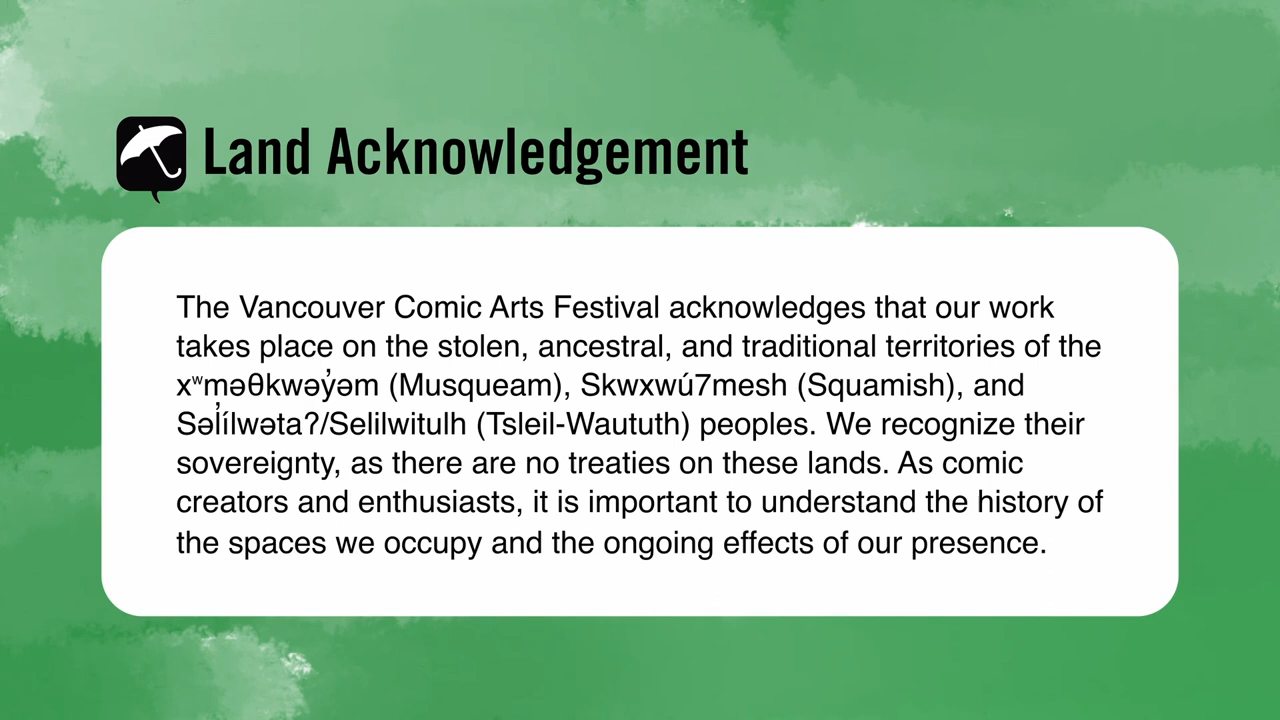 Land Acknowledgement
The Vancouver Comic Arts Festival acknowledges that our work
takes place on the stolen, ancestral, and traditional territories of the
xʷməθkwəy̓əm (Musqueam), Skwxwú7mesh (Squamish), and
Səl̓ílwətaʔ/Selilwitulh (Tsleil-Waututh) peoples. We recognize their
sovereignty, as there are no treaties on these lands. As comic
creators and enthusiasts, it is important to understand the history of
the spaces we occupy and the ongoing effects of our presence.